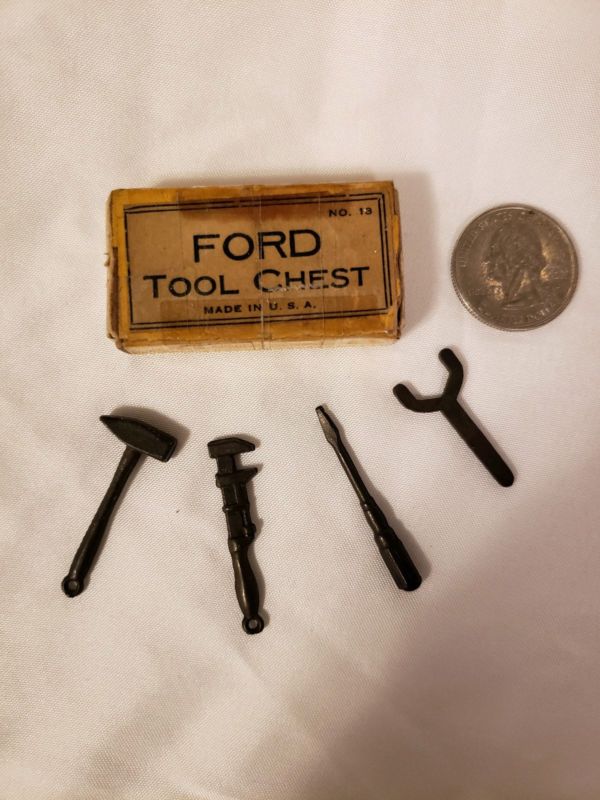 NO. 13
FORD
TOOL CHEST
MADE IN U. S. A.